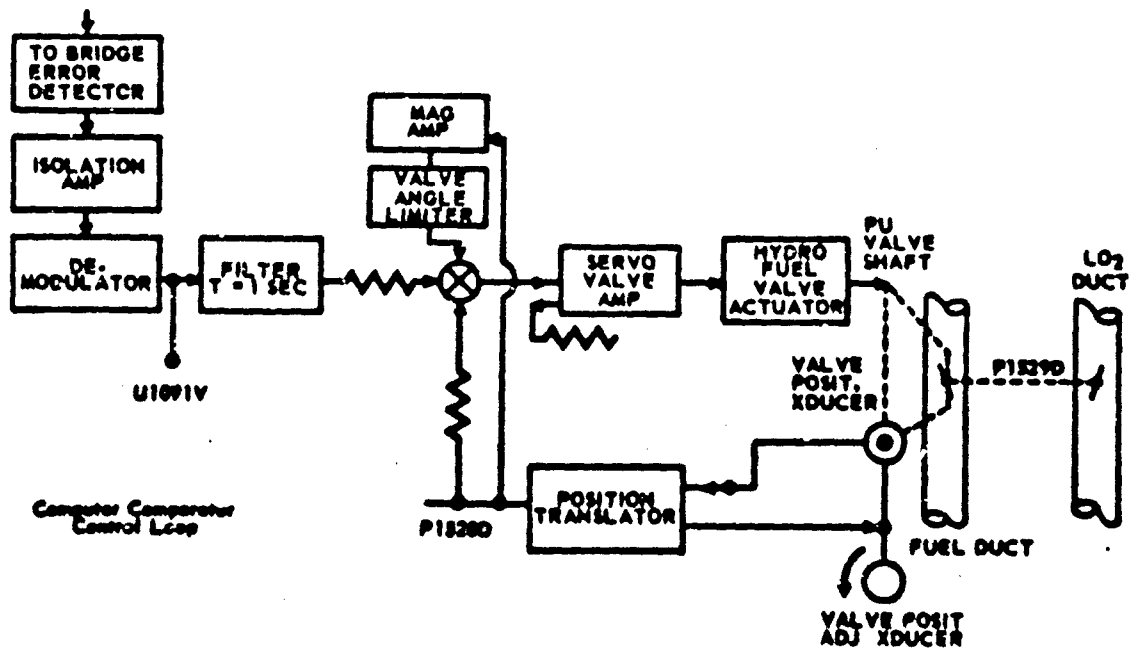 TO BRIDGE
ERROR
DETECTOR
ISOLATION
AMP
DE-
MODULATOR
U1091V
FILTER
T = 1 SEC
MAG
AMP
VALVE
ANGLE
LIMITER
SERVO
VALVE
AMP
HYDRO
FUEL
VALVE
ACTUATOR
PU
VALVE
SHAFT
LO2
DUCT
P1529D
VALVE
POSIT.
XDUCER
POSITION
TRANSLATOR
P1528D
FUEL DUCT
VALVE POSIT
ADJ XDUCER
Computer Comparator
Control Loop